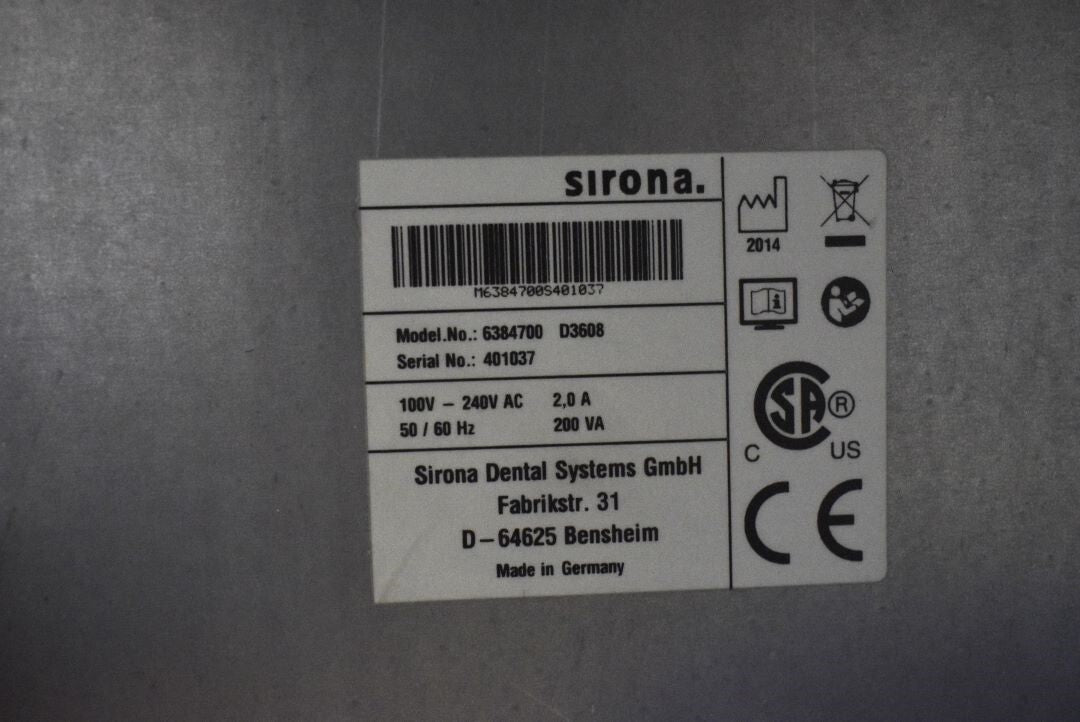 sirona.
M6384700S401037
Model.No.: 6384700 D3608
Serial No.: 401037
100V – 240V AC 2,0 A
50 / 60 Hz 200 VA
Sirona Dental Systems GmbH
Fabrikstr. 31
D–64625 Bensheim
Made in Germany
2014
i
SA ®
C US
CE